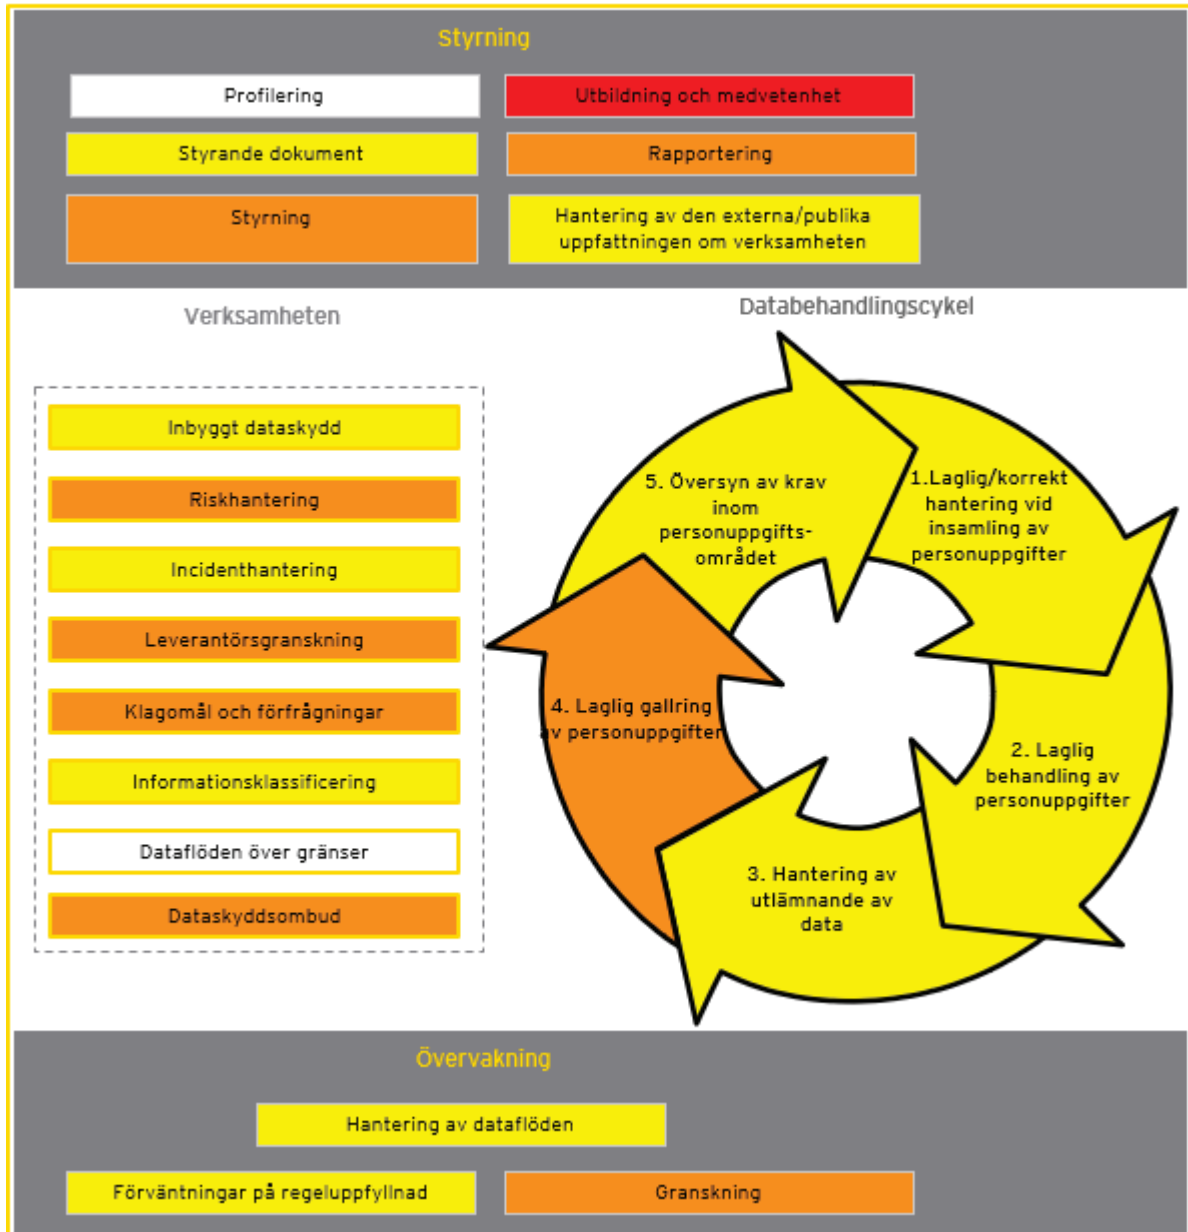 Styrning
Profilering
Utbildning och medvetenhet
Styrande dokument
Rapportering
Styrning
Hantering av den externa/publika
uppfattningen om verksamheten
Verksamheten
Inbyggt dataskydd
Riskhantering
Incidenthantering
Leverantörsgranskning
Klagomål och förfrågningar
Informationsklassificering
Dataflöden över gränser
Dataskyddsombud
Databehandlingscykel
1.Laglig/korrekt
hantering vid
insamling av
personuppgifter
2. Laglig
behandling av
personuppgifter
3. Hantering av
utlämnande av
data
4. Laglig gallring
av personuppgifter
5. Översyn av krav
inom
personuppgifts-
området
Övervakning
Hantering av dataflöden
Förväntningar på regeluppfyllnad
Granskning